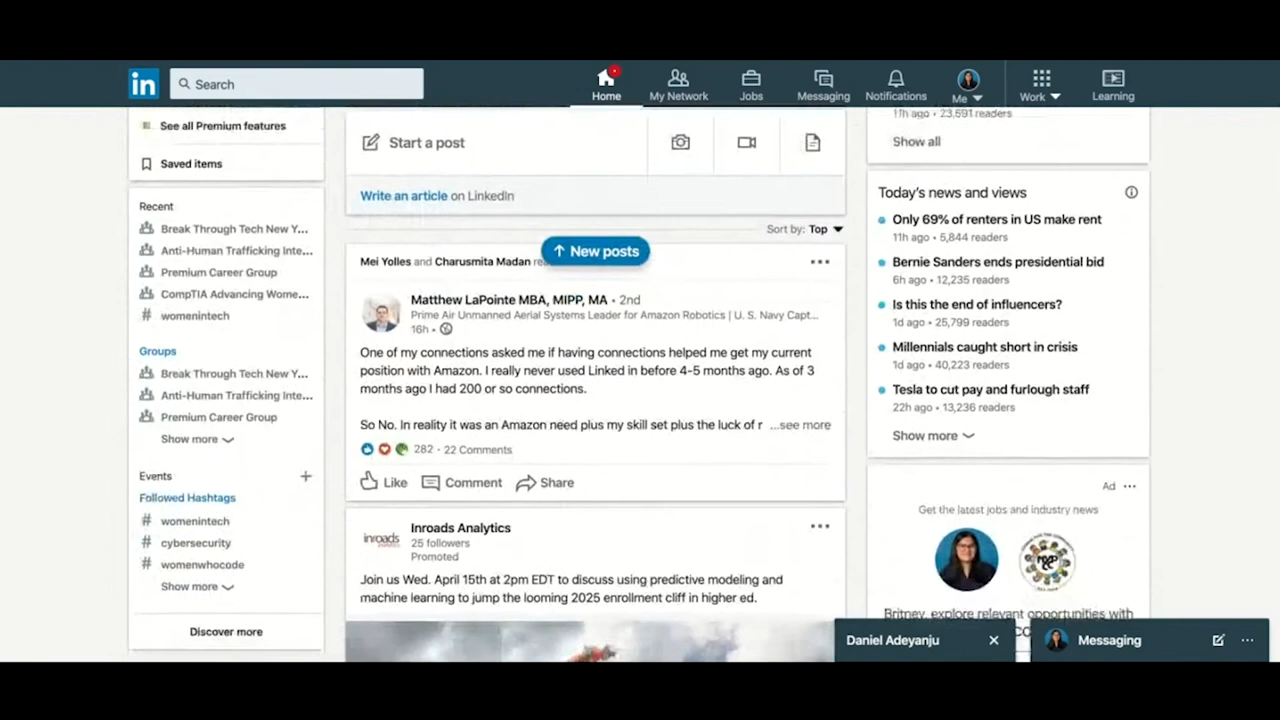 in
Search
Home
My Network
Jobs
Messaging
Notifications
Me
Work
Learning
See all Premium features
Saved items
Recent
Break Through Tech New Y...
Anti-Human Trafficking Inte...
Premium Career Group
CompTIA Advancing Wome...
# womenintech
Groups
Break Through Tech New Y...
Anti-Human Trafficking Inte...
Premium Career Group
Show more
Events
Followed Hashtags
# womenintech
# cybersecurity
# womenwhocode
Show more
Discover more
Start a post
Write an article on LinkedIn
Sort by: Top
New posts
Mei Yolles and Charusmita Madan
Matthew LaPointe MBA, MIPP, MA • 2nd
Prime Air Unmanned Aerial Systems Leader for Amazon Robotics | U. S. Navy Capt...
16h •
One of my connections asked me if having connections helped me get my current
position with Amazon. I really never used Linked in before 4-5 months ago. As of 3
months ago I had 200 or so connections.
So No. In reality it was an Amazon need plus my skill set plus the luck of r ...see more
282 • 22 Comments
Like
Comment
Share
inroads
Inroads Analytics
25 followers
Promoted
Join us Wed. April 15th at 2pm EDT to discuss using predictive modeling and
machine learning to jump the looming 2025 enrollment cliff in higher ed.
11h ago • 23,691 readers
Show all
Today's news and views
Only 69% of renters in US make rent
11h ago • 5,844 readers
Bernie Sanders ends presidential bid
6h ago • 12,235 readers
Is this the end of influencers?
1d ago • 25,799 readers
Millennials caught short in crisis
1d ago • 40,223 readers
Tesla to cut pay and furlough staff
22h ago • 13,236 readers
Show more
Ad
Get the latest jobs and industry news
Britney, explore relevant opportunities with
Daniel Adeyanju
Messaging